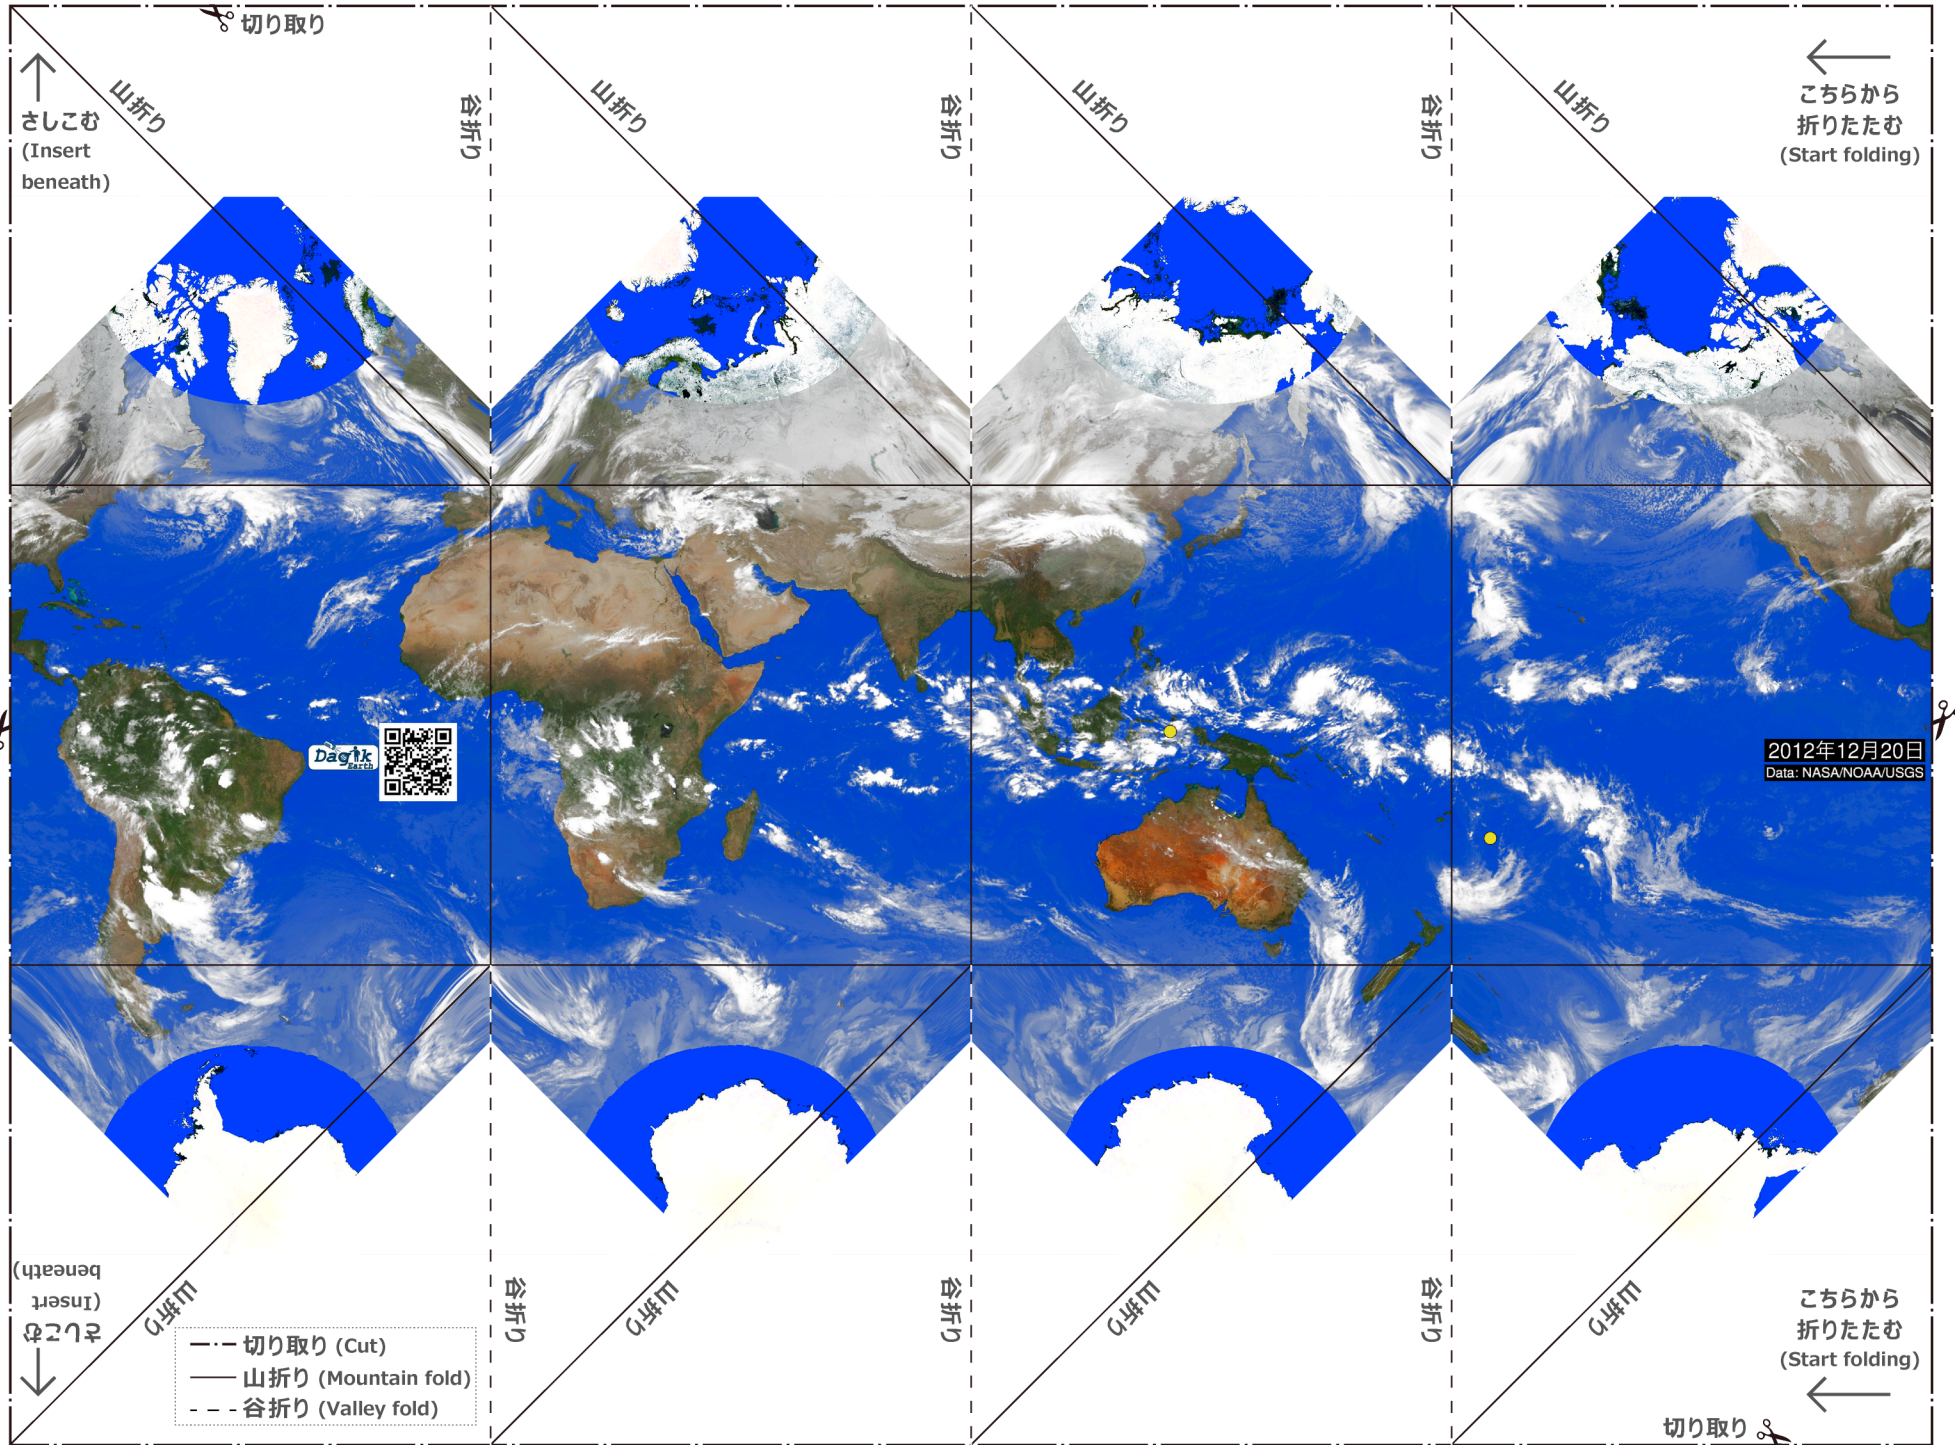 切り取り
さしこむ
(Insert
beneath)
山折り
谷折り
山折り
谷折り
山折り
谷折り
山折り
こちらから
折りたたむ
(Start folding)
Dagik
Earth
2012年12月20日
Data: NASA/NOAA/USGS
さしこむ
(Insert
beneath)
山折り
谷折り
山折り
谷折り
山折り
谷折り
山折り
こちらから
折りたたむ
(Start folding)
切り取り (Cut)
山折り (Mountain fold)
谷折り (Valley fold)
切り取り